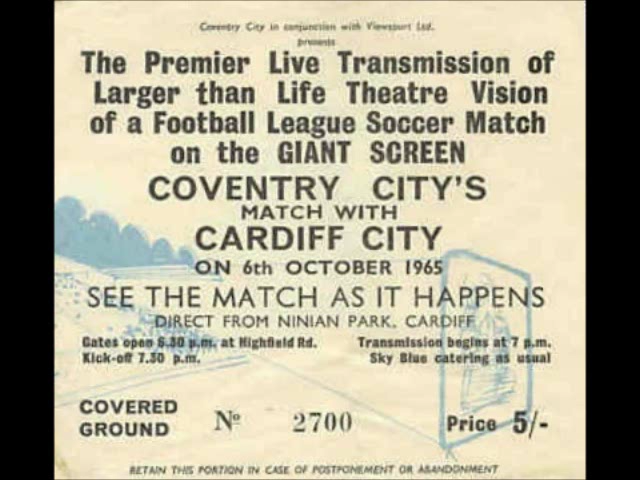 Coventry City in conjunction with Viewsport Ltd.
presents
The Premier Live Transmission of
Larger than Life Theatre Vision
of a Football League Soccer Match
on the GIANT SCREEN
COVENTRY CITY'S
MATCH WITH
CARDIFF CITY
ON 6th OCTOBER 1965
SEE THE MATCH AS IT HAPPENS
DIRECT FROM NINIAN PARK, CARDIFF
Gates open 6.30 p.m. at Highfield Rd. Transmission begins at 7 p.m.
Kick-off 7.30 p.m. Sky Blue catering as usual
COVERED GROUND Nº 2700 Price 5/-
RETAIN THIS PORTION IN CASE OF POSTPONEMENT OR ABANDONMENT